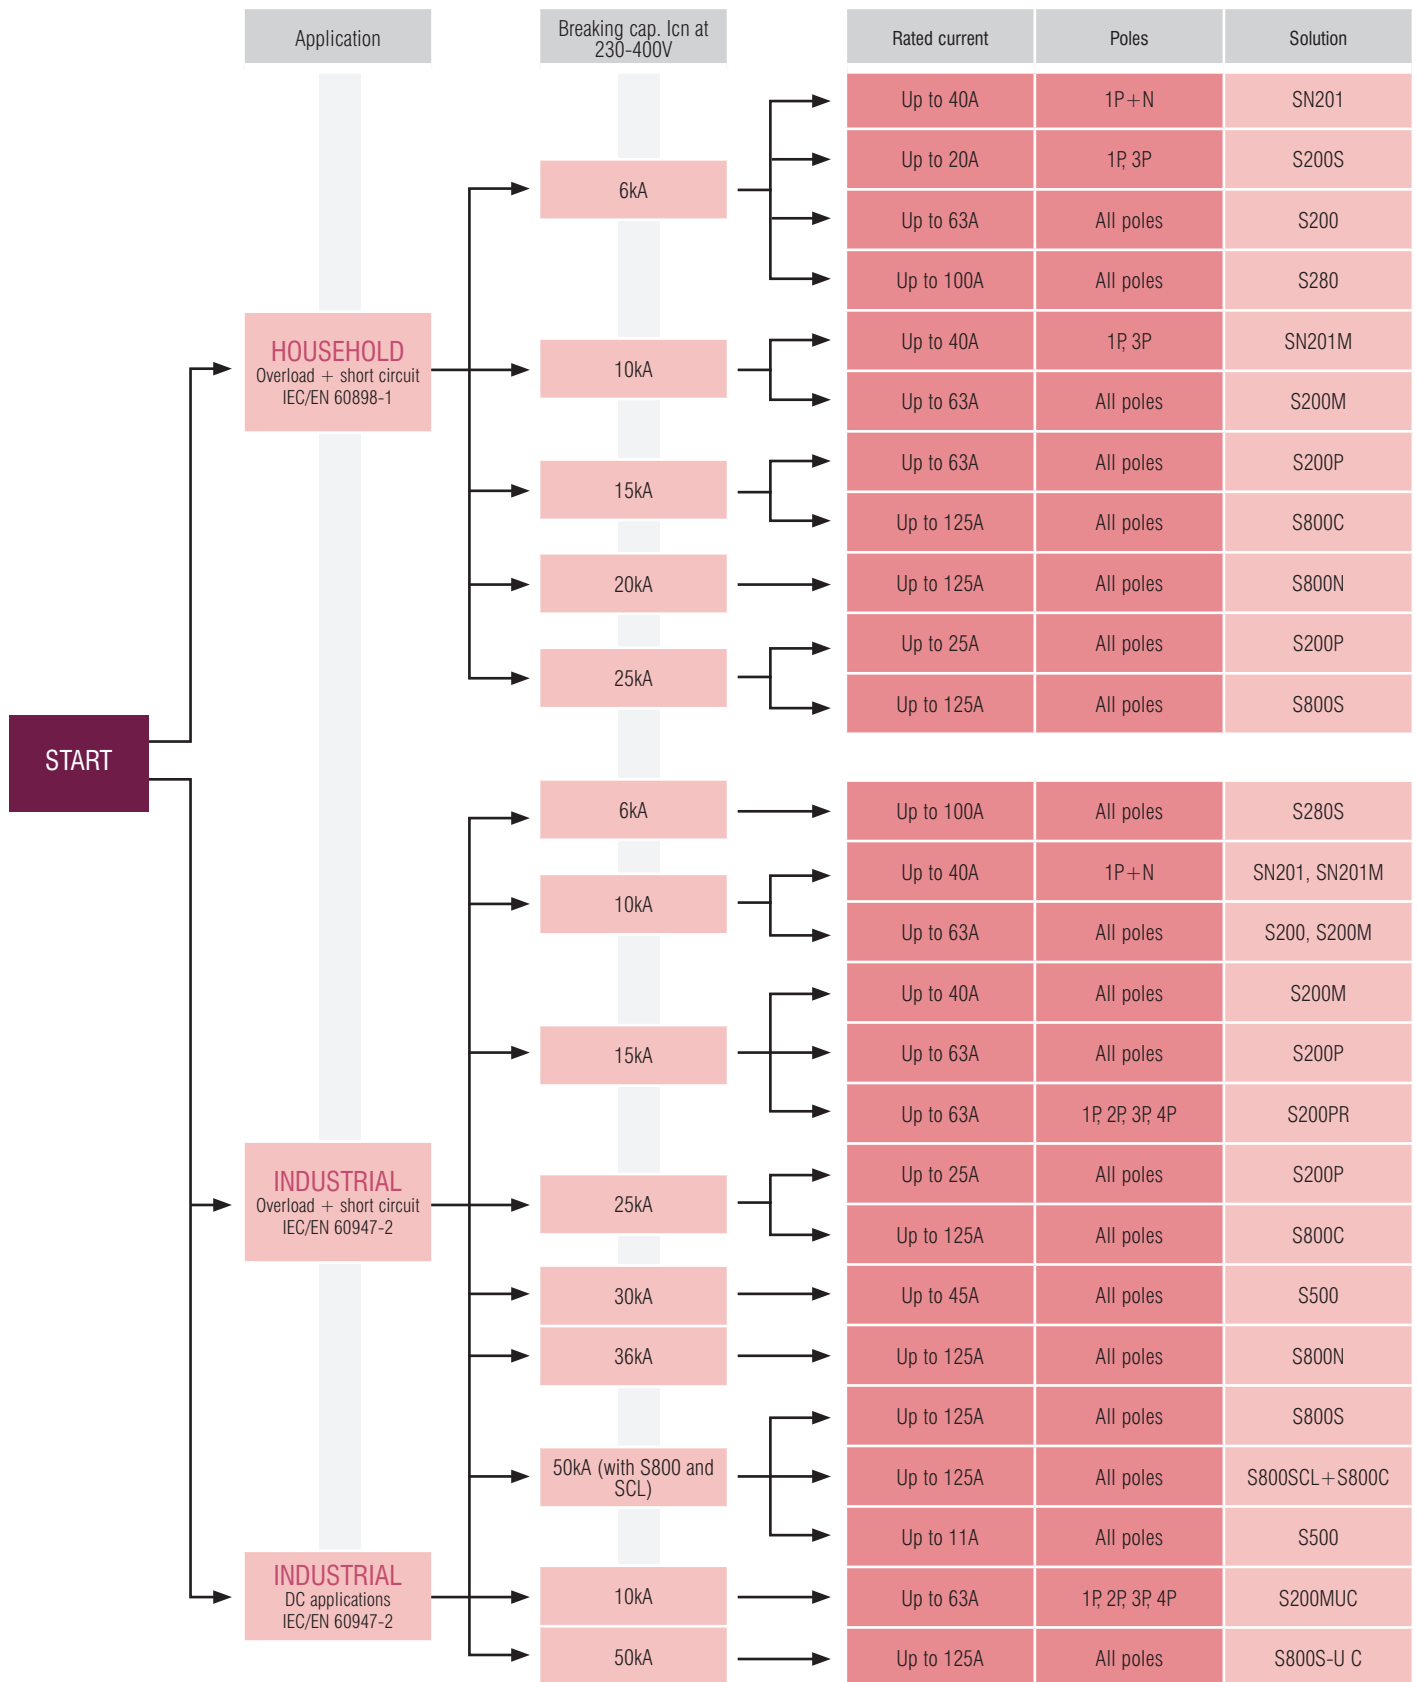 Application
Breaking cap. Icn at
230-400V
Rated current Poles Solution
Up to 40A 1P+N SN201
Up to 20A 1P, 3P S200S
6kA
Up to 63A All poles S200
Up to 100A All poles S280
HOUSEHOLD
Overload + short circuit
IEC/EN 60898-1
10kA
Up to 40A 1P, 3P SN201M
Up to 63A All poles S200M
15kA
Up to 63A All poles S200P
Up to 125A All poles S800C
20kA Up to 125A All poles S800N
25kA
Up to 25A All poles S200P
Up to 125A All poles S800S
START
6kA Up to 100A All poles S280S
10kA
Up to 40A 1P+N SN201, SN201M
Up to 63A All poles S200, S200M
15kA
Up to 40A All poles S200M
Up to 63A All poles S200P
Up to 63A 1P, 2P, 3P, 4P S200PR
INDUSTRIAL
Overload + short circuit
IEC/EN 60947-2
25kA
Up to 25A All poles S200P
Up to 125A All poles S800C
30kA Up to 45A All poles S500
36kA Up to 125A All poles S800N
50kA (with S800 and
SCL)
Up to 125A All poles S800S
Up to 125A All poles S800SCL+S800C
Up to 11A All poles S500
INDUSTRIAL
DC applications
IEC/EN 60947-2
10kA Up to 63A 1P, 2P, 3P, 4P S200MUC
50kA Up to 125A All poles S800S-U C